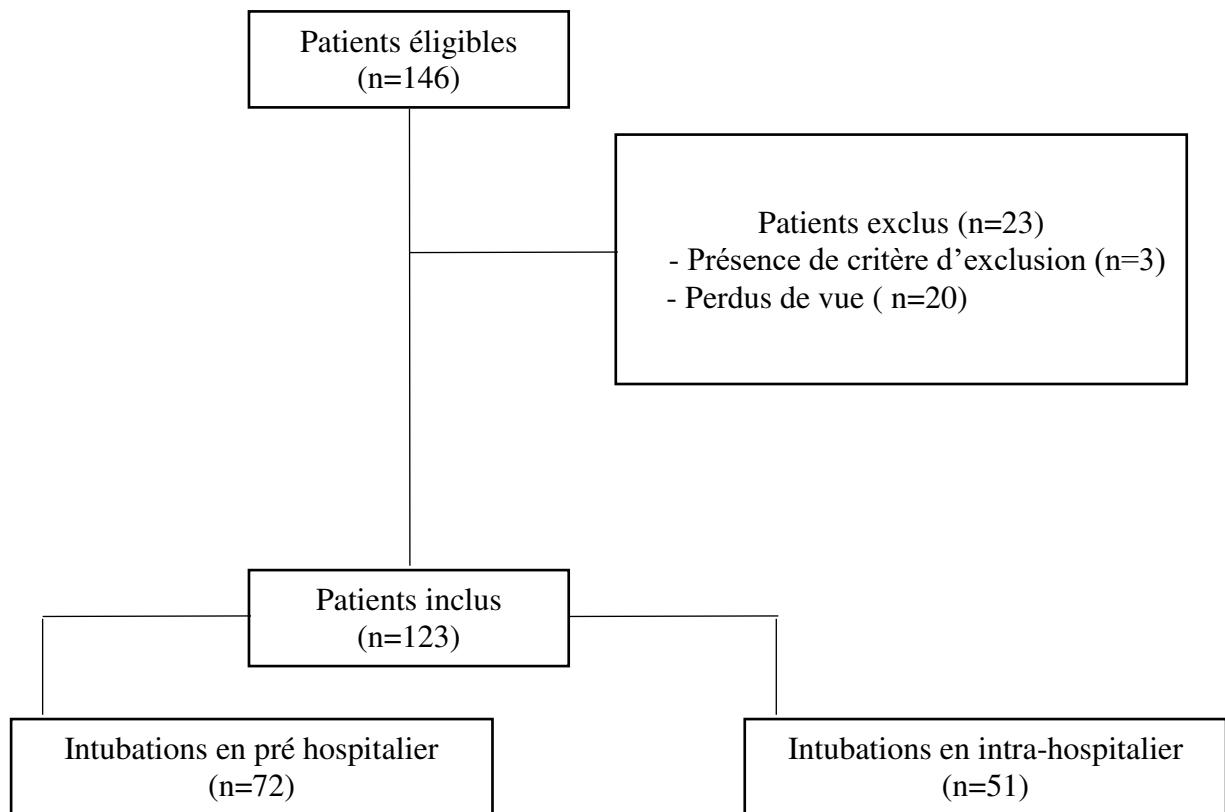 Patients éligibles
(n=146)
Patients exclus (n=23)
- Présence de critère d’exclusion (n=3)
- Perdus de vue ( n=20)
Patients inclus
(n=123)
Intubations en pré hospitalier
(n=72)
Intubations en intra-hospitalier
(n=51)